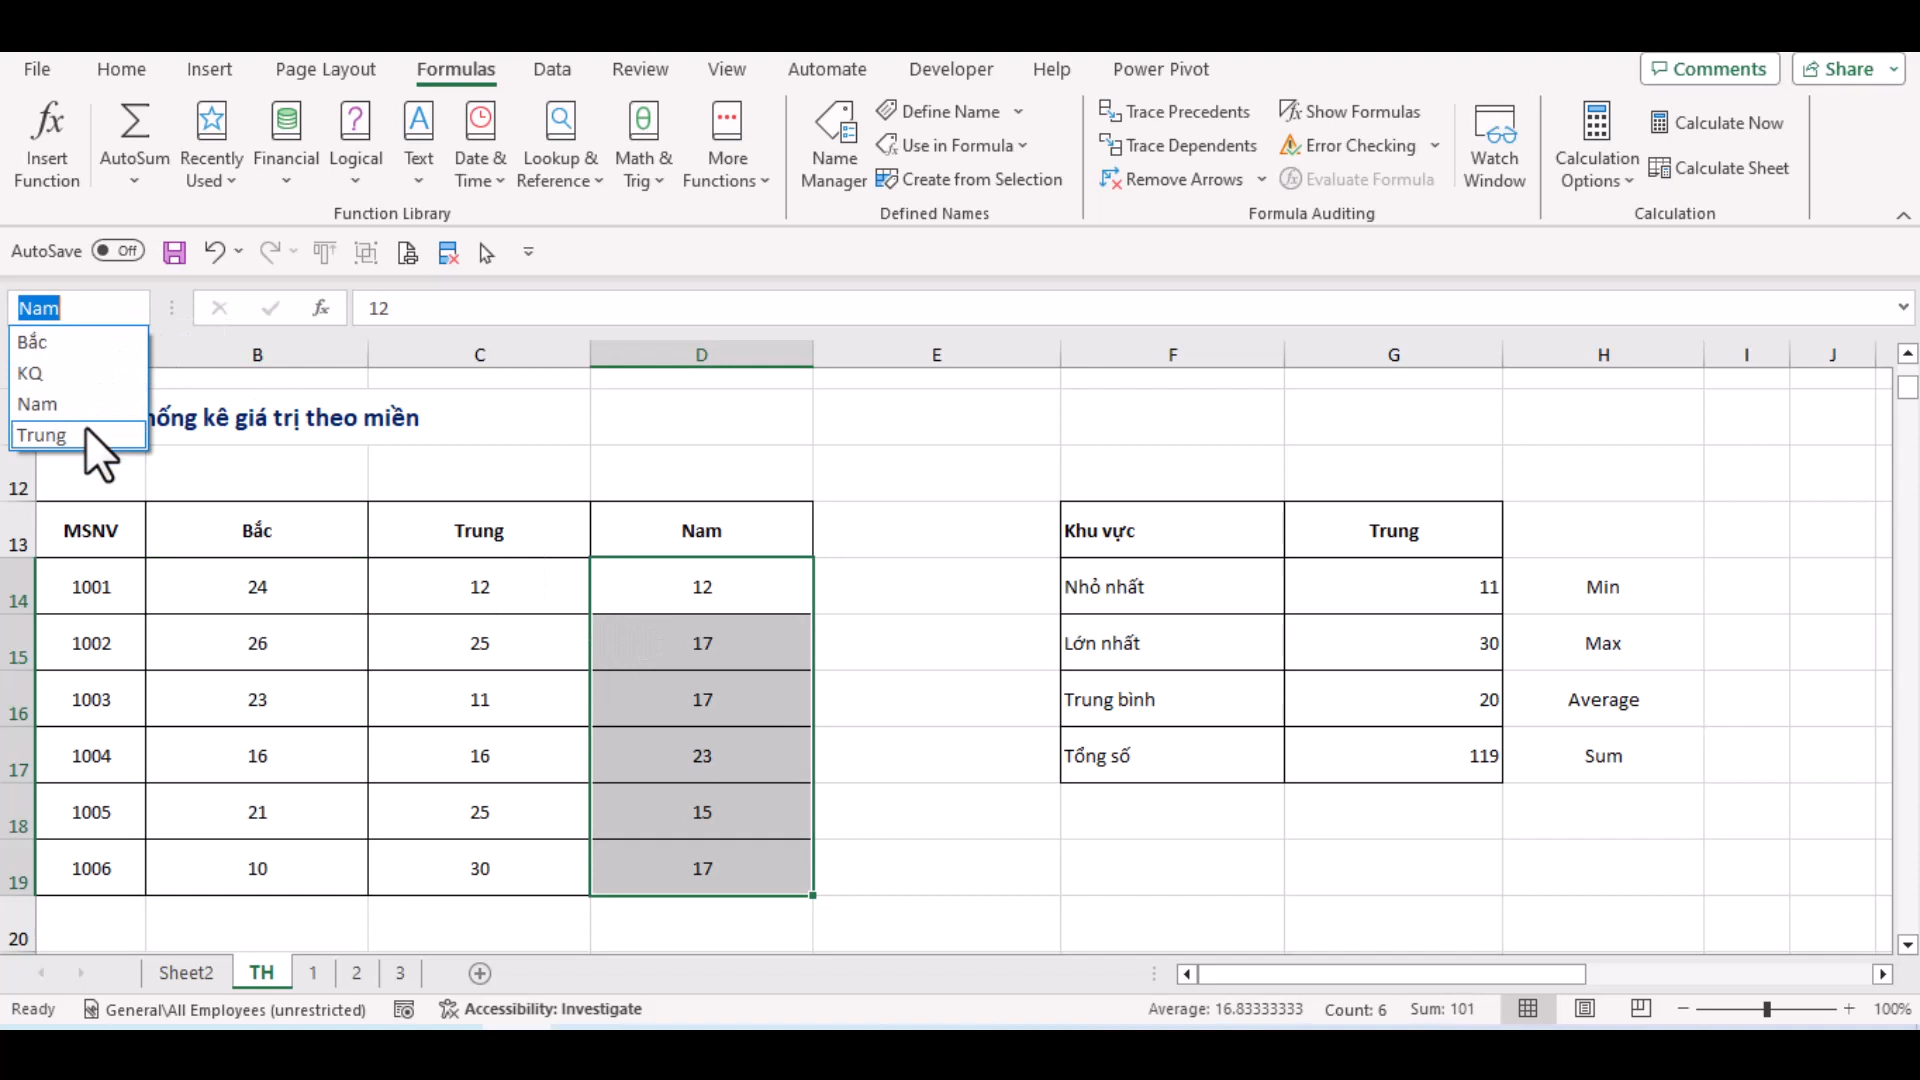 File Home Insert Page Layout Formulas Data Review View Automate Developer Help Power Pivot Comments Share
Insert Function
AutoSum
Recently Used
Financial
Logical
Text
Date & Time
Lookup & Reference
Math & Trig
More Functions
Function Library
Name Manager
Define Name
Use in Formula
Create from Selection
Defined Names
Trace Precedents
Trace Dependents
Remove Arrows
Show Formulas
Error Checking
Evaluate Formula
Formula Auditing
Watch Window
Calculation Options
Calculate Now
Calculate Sheet
Calculation
AutoSave Off
Nam fx 12
Bắc
KQ
Nam
Trung
B C D E F G H I J
hống kê giá trị theo miền
12
13 MSNV Bắc Trung Nam Khu vực Trung
14 1001 24 12 12 Nhỏ nhất 11 Min
15 1002 26 25 17 Lớn nhất 30 Max
16 1003 23 11 17 Trung bình 20 Average
17 1004 16 16 23 Tổng số 119 Sum
18 1005 21 25 15
19 1006 10 30 17
20
Sheet2 TH 1 2 3
Ready General\All Employees (unrestricted) Accessibility: Investigate Average: 16.83333333 Count: 6 Sum: 101 100%